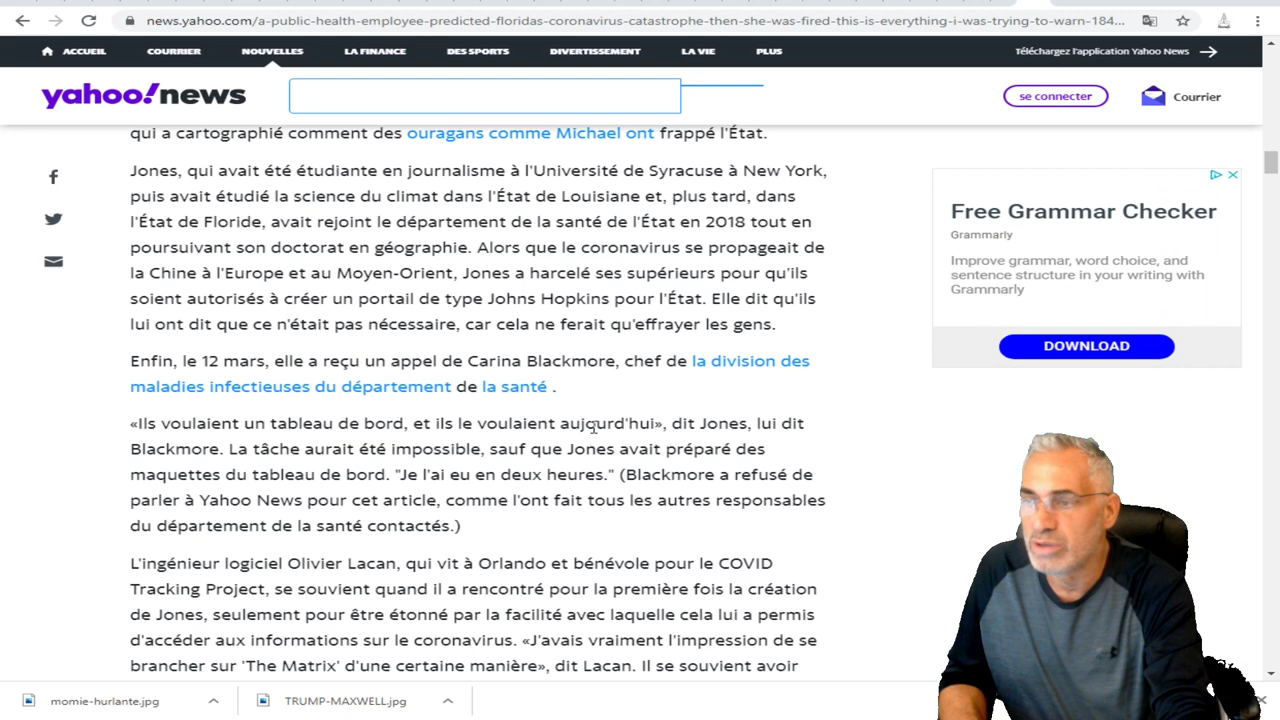 news.yahoo.com/a-public-health-employee-predicted-floridas-coronavirus-catastrophe-then-she-was-fired-this-is-everything-i-was-trying-to-warn-184...
ACCUEIL COURRIER NOUVELLES LA FINANCE DES SPORTS DIVERTISSEMENT LA VIE PLUS Téléchargez l'application Yahoo News
yahoo!news se connecter Courrier
qui a cartographié comment des ouragans comme Michael ont frappé l'État.
Jones, qui avait été étudiante en journalisme à l'Université de Syracuse à New York,
puis avait étudié la science du climat dans l'État de Louisiane et, plus tard, dans
l'État de Floride, avait rejoint le département de la santé de l'État en 2018 tout en
poursuivant son doctorat en géographie. Alors que le coronavirus se propageait de
la Chine à l'Europe et au Moyen-Orient, Jones a harcelé ses supérieurs pour qu'ils
soient autorisés à créer un portail de type Johns Hopkins pour l'État. Elle dit qu'ils
lui ont dit que ce n'était pas nécessaire, car cela ne ferait qu'effrayer les gens.
Enfin, le 12 mars, elle a reçu un appel de Carina Blackmore, chef de la division des
maladies infectieuses du département de la santé .
«Ils voulaient un tableau de bord, et ils le voulaient aujourd'hui», dit Jones, lui dit
Blackmore. La tâche aurait été impossible, sauf que Jones avait préparé des
maquettes du tableau de bord. "Je l'ai eu en deux heures." (Blackmore a refusé de
parler à Yahoo News pour cet article, comme l'ont fait tous les autres responsables
du département de la santé contactés.)
L'ingénieur logiciel Olivier Lacan, qui vit à Orlando et bénévole pour le COVID
Tracking Project, se souvient quand il a rencontré pour la première fois la création
de Jones, seulement pour être étonné par la facilité avec laquelle cela lui a permis
d'accéder aux informations sur le coronavirus. «J'avais vraiment l'impression de se
brancher sur 'The Matrix' d'une certaine manière», dit Lacan. Il se souvient avoir
Free Grammar Checker
Grammarly
Improve grammar, word choice, and
sentence structure in your writing with
Grammarly
DOWNLOAD
momie-hurlante.jpg TRUMP-MAXWELL.jpg